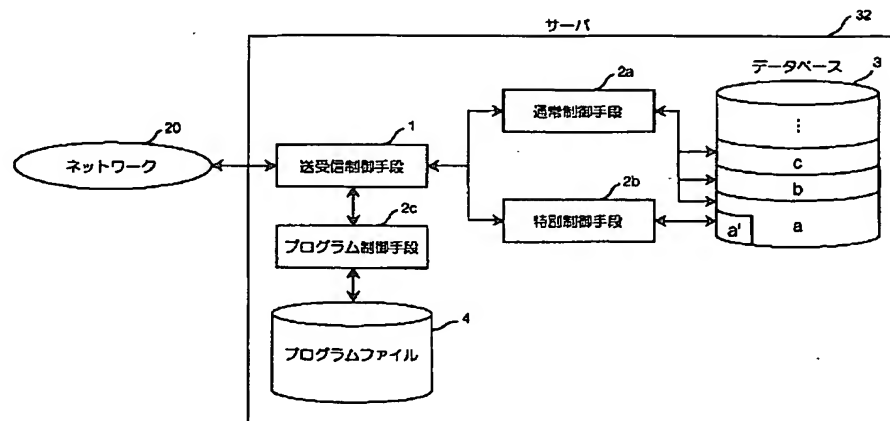 サーバ
32
2a
データベース
3
通常制御手段
20
1
⋮
ネットワーク
送受信制御手段
c
2b
b
2c
特別制御手段
a
a'
プログラム制御手段
4
プログラムファイル